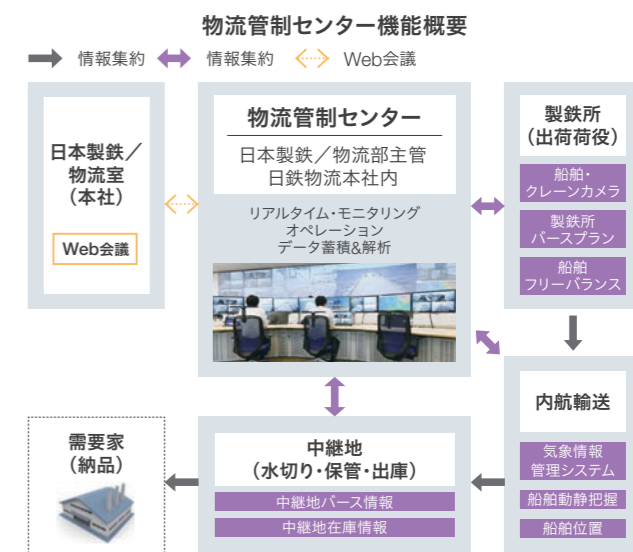 物流管制センター機能概要
情報集約 情報集約 Web会議
日本製鉄／
物流室
（本社）
Web会議
物流管制センター
日本製鉄／物流部主管
日鉄物流本社内
リアルタイム・モニタリング
オペレーション
データ蓄積&解析
製鉄所
（出荷荷役）
船舶・
クレーンカメラ
製鉄所
バースプラン
船舶
フリーバランス
内航輸送
気象情報
管理システム
船舶動静把握
船舶位置
中継地
（水切り・保管・出庫）
中継地バース情報
中継地在庫情報
需要家
（納品）